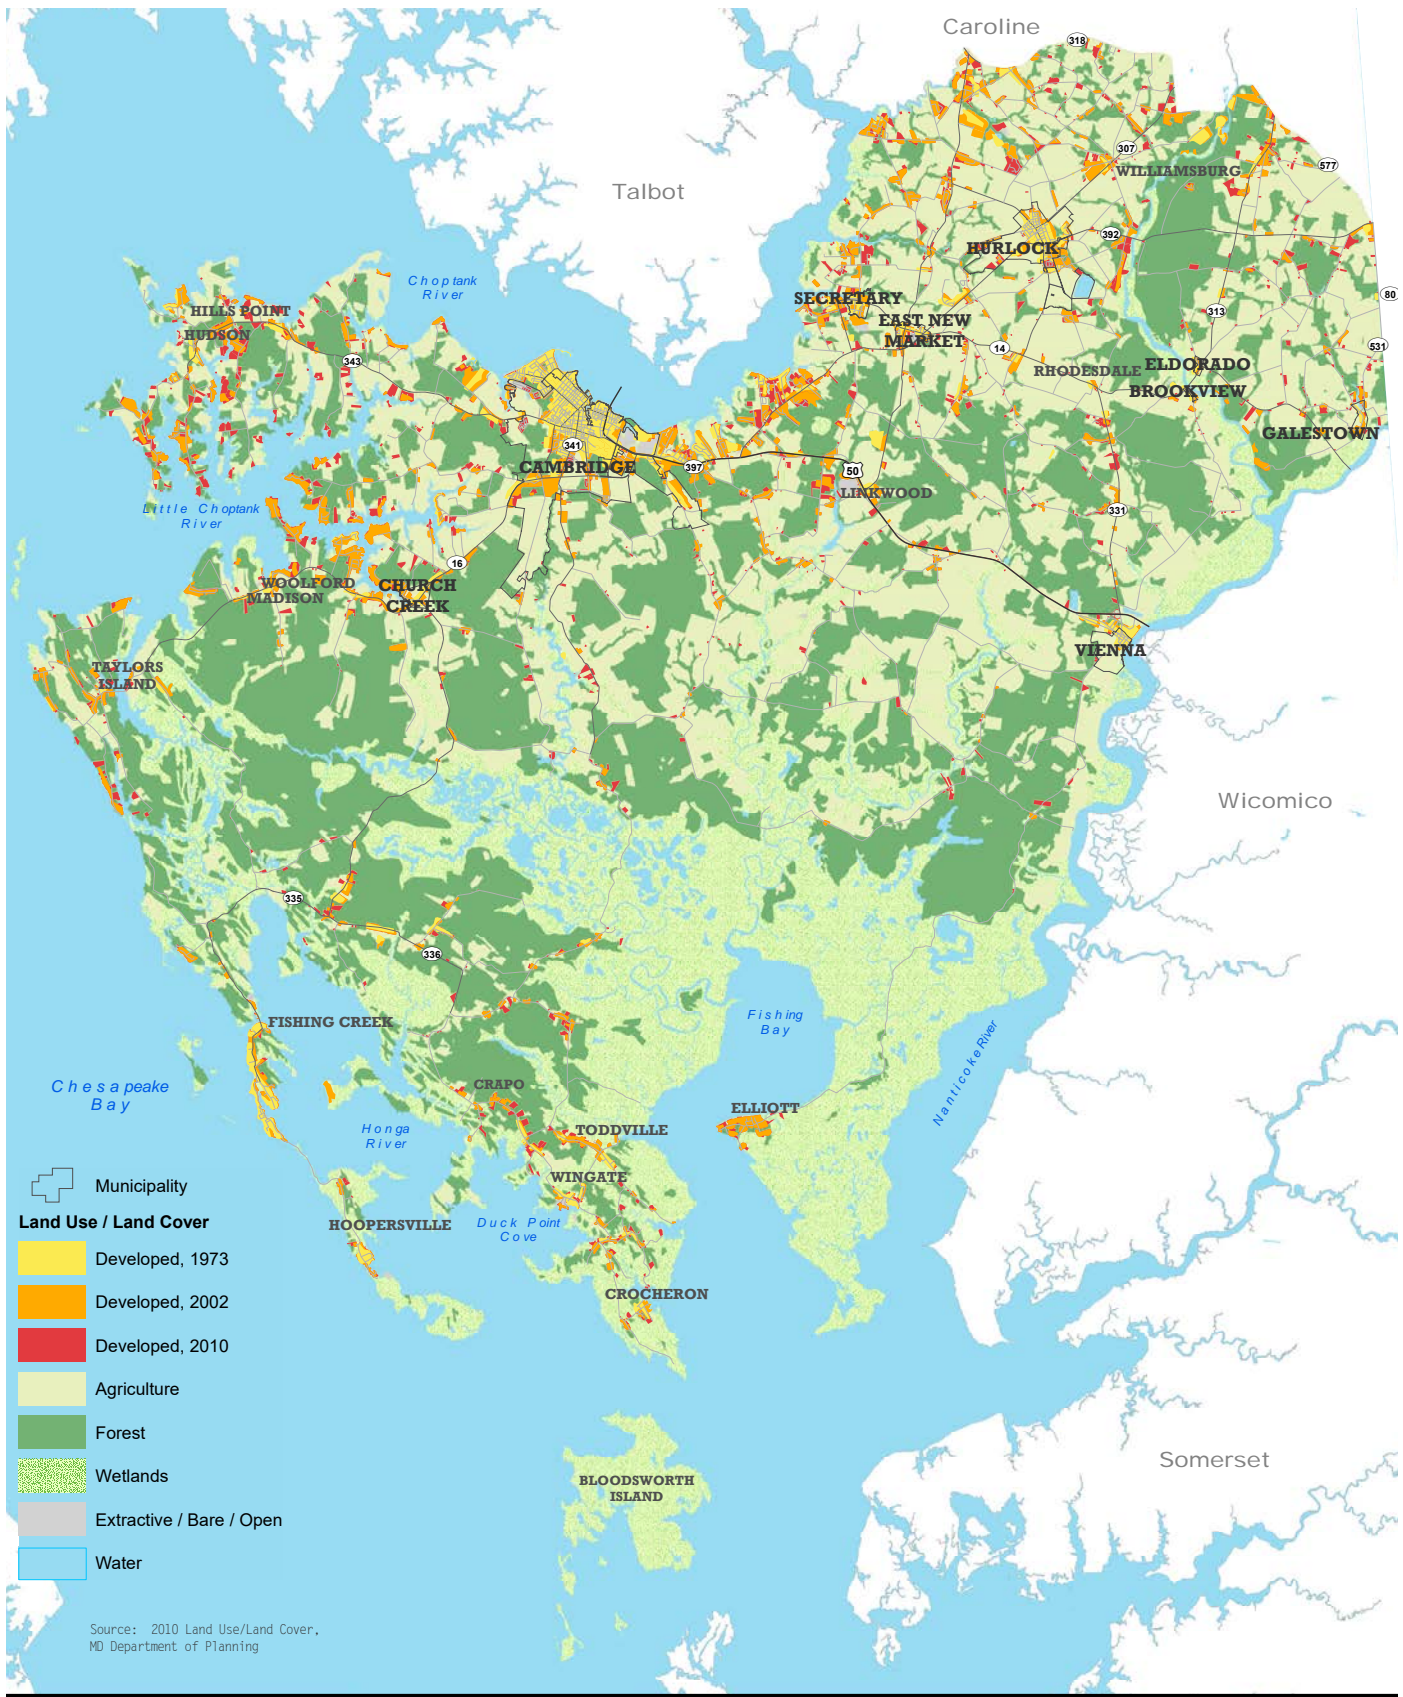 Caroline
318
307
WILLIAMSBURG
577
Talbot
392
HURLOCK
Choptank
River
SECRETARY
80
HILLS POINT
313
EAST NEW
MARKET
HUDSON
14
531
343
ELDORADO
RHODESDALE
BROOKVIEW
GALESTOWN
341
CAMBRIDGE
397
50
LINKWOOD
Little Choptank
River
331
16
WOOLFORD
CHURCH
CREEK
MADISON
VIENNA
TAYLORS
ISLAND
Wicomico
335
336
FISHING CREEK
Fishing
Bay
Nanticoke River
Chesapeake
Bay
CRAPO
ELLIOTT
Honga
River
TODDVILLE
WINGATE
HOOPERSVILLE
Duck Point
Cove
CROCHERON
BLOODSWORTH
ISLAND
Somerset
Municipality
Land Use / Land Cover
Developed, 1973
Developed, 2002
Developed, 2010
Agriculture
Forest
Wetlands
Extractive / Bare / Open
Water
Source: 2010 Land Use/Land Cover,
MD Department of Planning